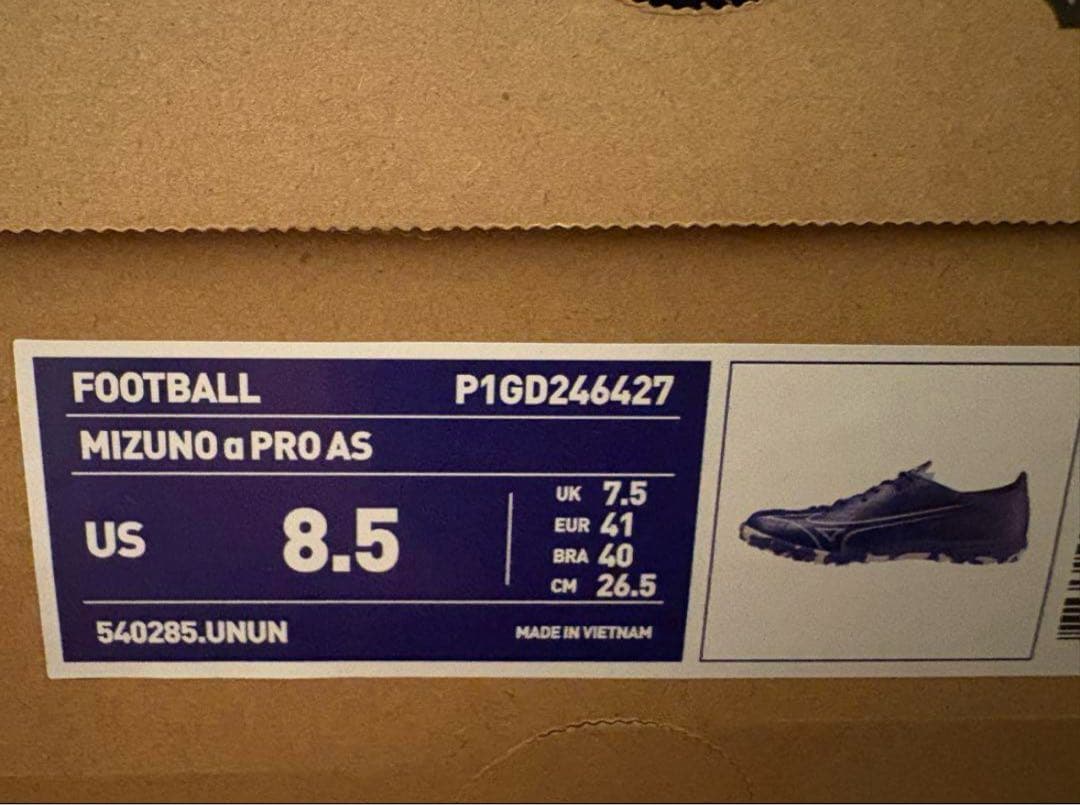 FOOTBALL P1GD246427
MIZUNO α PRO AS
US 8.5
UK 7.5
EUR 41
BRA 40
CM 26.5
540285.UNUN MADE IN VIETNAM